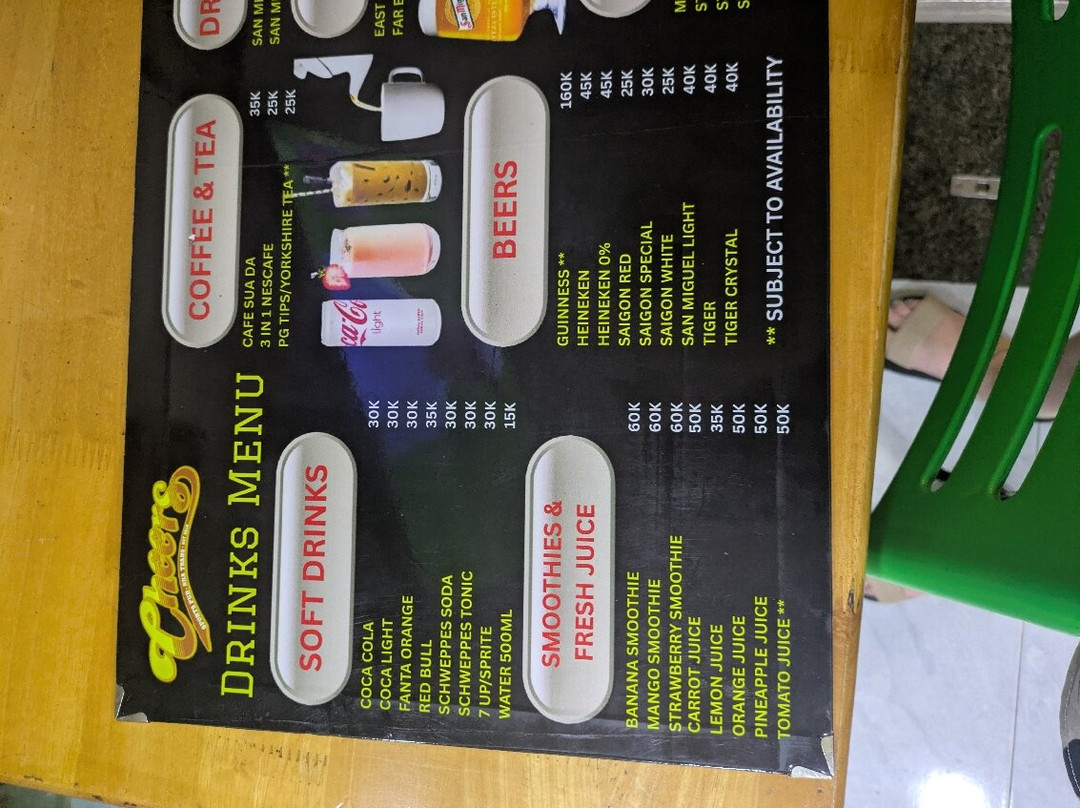 Cheers
DRINKS MENU
SOFT DRINKS
COCA COLA 30K
COCA LIGHT 30K
FANTA ORANGE 30K
RED BULL 35K
SCHWEPPES SODA 30K
SCHWEPPES TONIC 30K
7 UP/SPRITE 30K
WATER 500ML 15K
SMOOTHIES &
FRESH JUICE
BANANA SMOOTHIE 60K
MANGO SMOOTHIE 60K
STRAWBERRY SMOOTHIE 60K
CARROT JUICE 50K
LEMON JUICE 35K
ORANGE JUICE 50K
PINEAPPLE JUICE 50K
TOMATO JUICE ** 50K
COFFEE & TEA
CAFE SUA DA 35K
3 IN 1 NESCAFE 25K
PG TIPS/YORKSHIRE TEA ** 25K
light
BEERS
GUINNESS ** 160K
HEINEKEN 45K
HEINEKEN 0% 45K
SAIGON RED 25K
SAIGON SPECIAL 30K
SAIGON WHITE 25K
SAN MIGUEL LIGHT 40K
TIGER 40K
TIGER CRYSTAL 40K
** SUBJECT TO AVAILABILITY
SAN
SAN
EAST
FAR